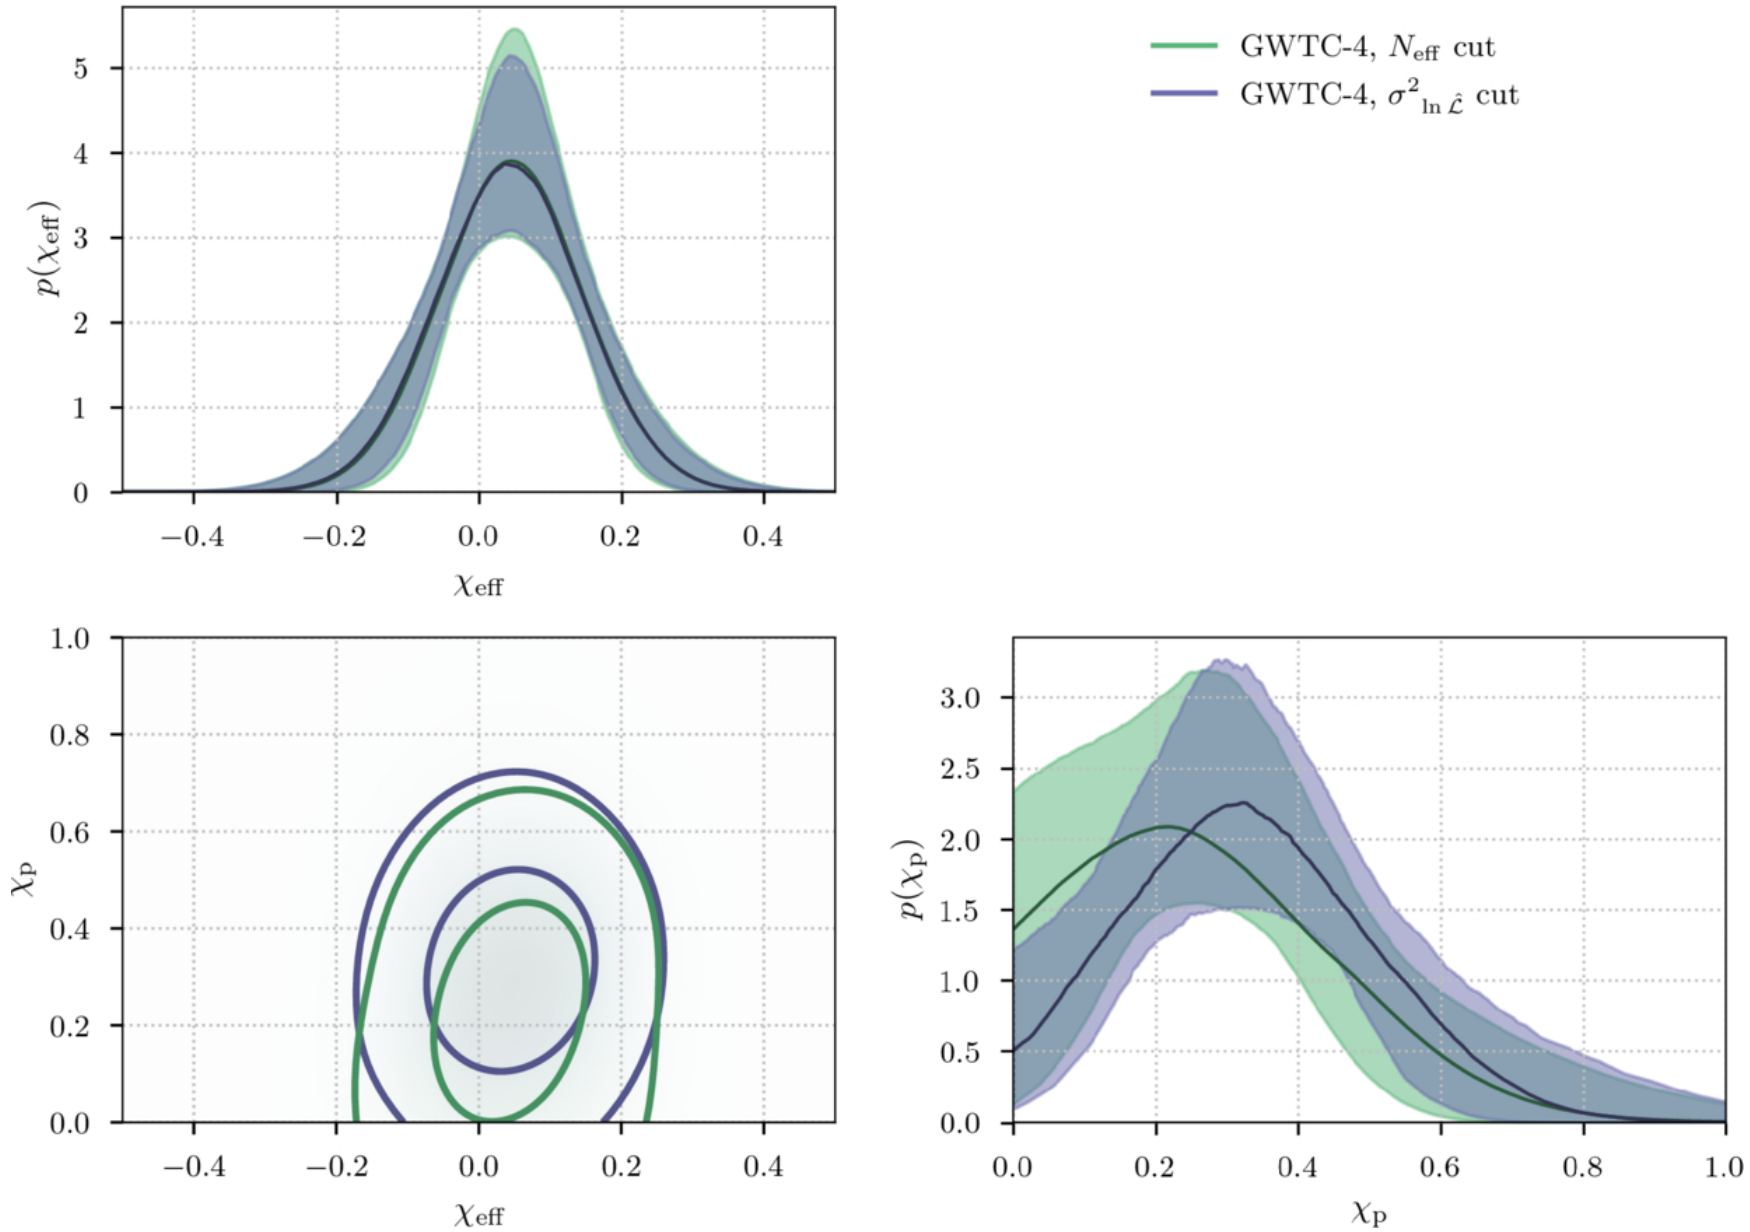 GWTC-4, N_eff cut
GWTC-4, σ²_ln 𝓛̂ cut
p(χ_eff)
5
4
3
2
1
0
−0.4 −0.2 0.0 0.2 0.4
χ_eff
χ_p
1.0
0.8
0.6
0.4
0.2
0.0
−0.4 −0.2 0.0 0.2 0.4
χ_eff
p(χ_p)
3.0
2.5
2.0
1.5
1.0
0.5
0.0
0.0 0.2 0.4 0.6 0.8 1.0
χ_p